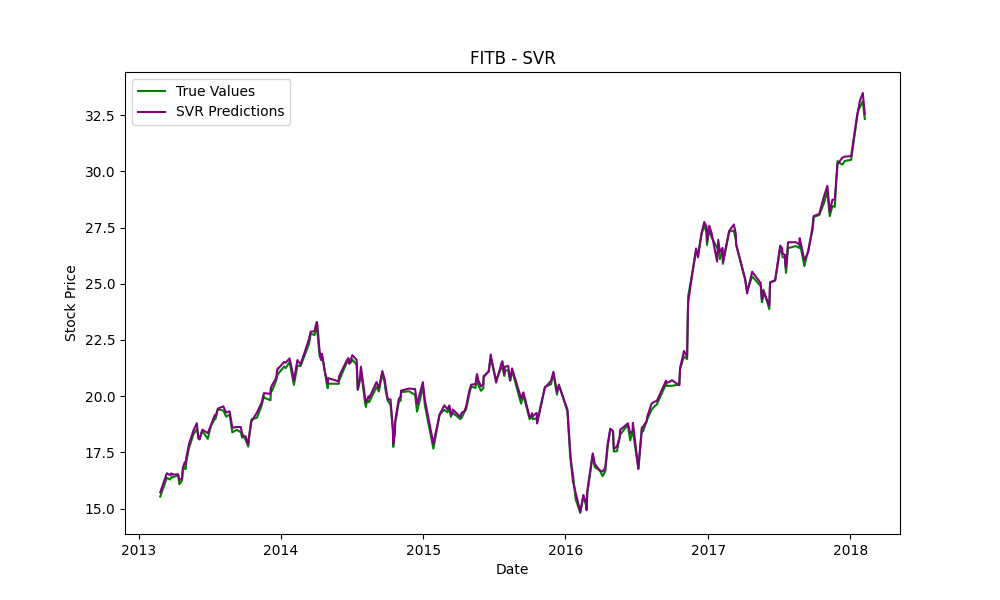 FITB - SVR
True Values
SVR Predictions
32.5
30.0
27.5
25.0
22.5
20.0
17.5
15.0
Stock Price
2013 2014 2015 2016 2017 2018
Date